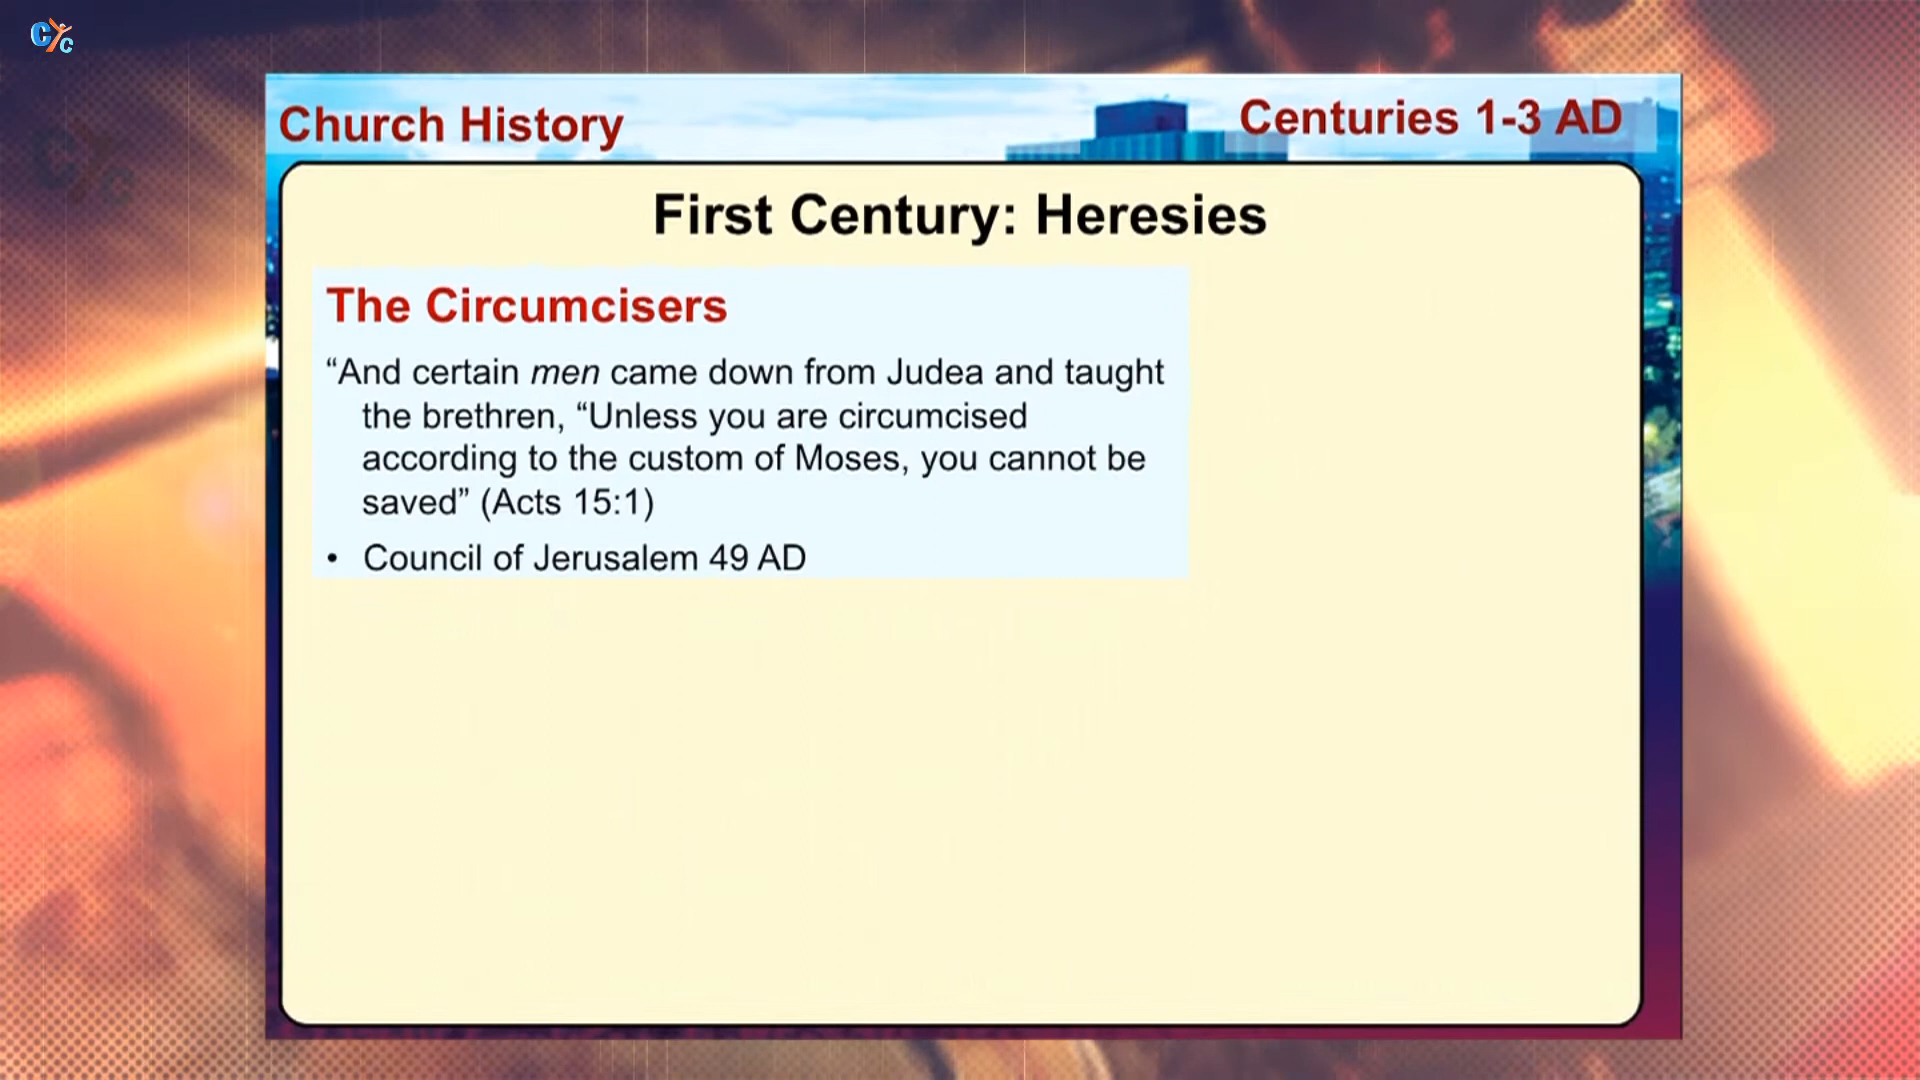 CYC
Church History
Centuries 1-3 AD
First Century: Heresies
The Circumcisers
“And certain men came down from Judea and taught
the brethren, “Unless you are circumcised
according to the custom of Moses, you cannot be
saved” (Acts 15:1)
• Council of Jerusalem 49 AD